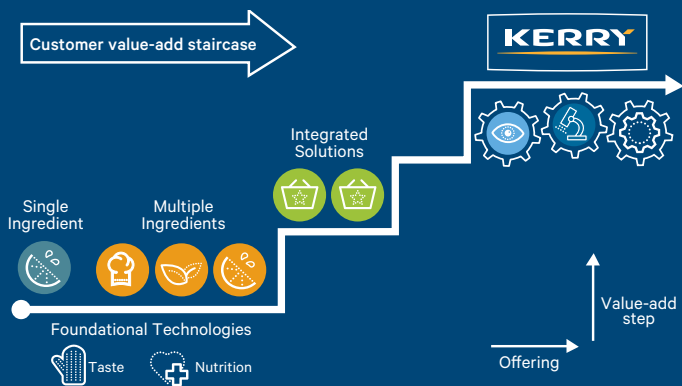 Customer value-add staircase
KERRY
Integrated
Solutions
Single
Ingredient
Multiple
Ingredients
Value-add
step
Foundational Technologies
Taste
Nutrition
Offering